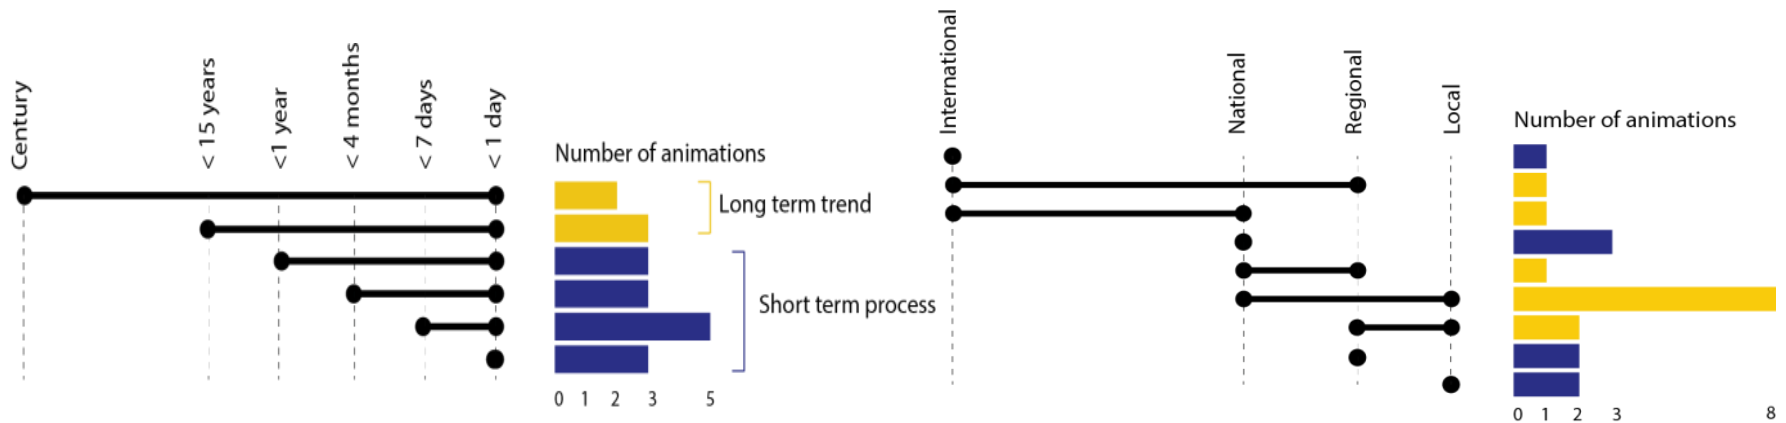 Century
< 15 years
<1 year
< 4 months
< 7 days
< 1 day
Number of animations
Long term trend
Short term process
0 1 2 3 5
International
National
Regional
Local
Number of animations
0 1 2 3 8